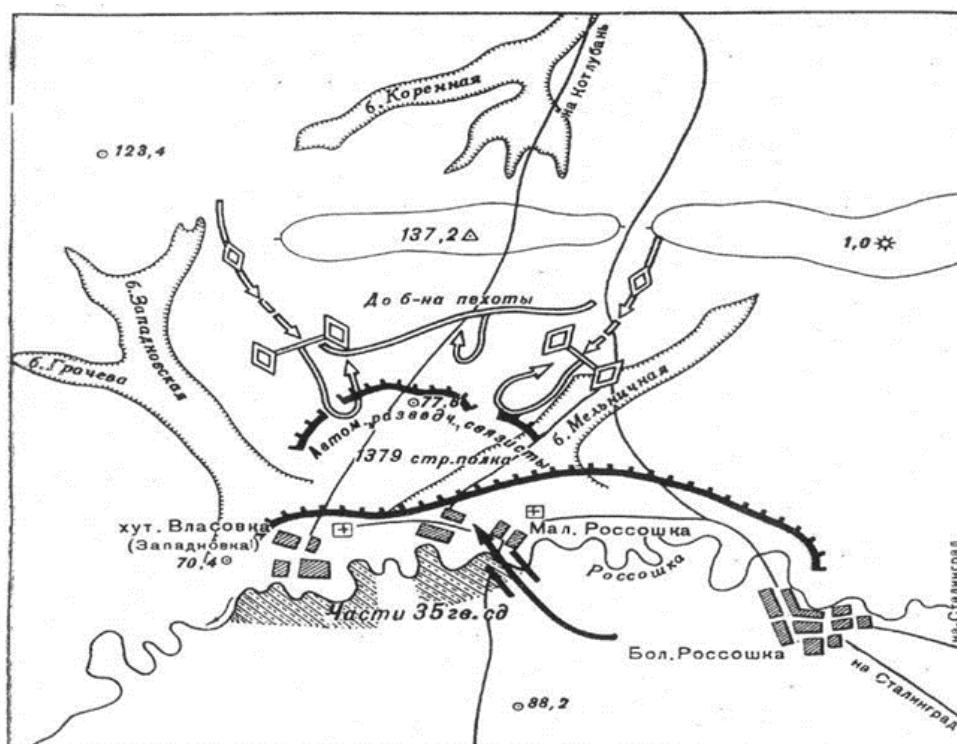 б. Коренная
на Котлубань
123,4
137,2
1,0
б. Западновская
До б-на пехоты
б. Грачева
77,8
Автом., разведч., связисты
1379 стр. полка
б. Мельничная
хут. Власовка
(Западновка)
70,4
Мал. Россошка
Россошка
Части 35 гв. сд
Бол. Россошка
на Сталинград
на Сталинград
88,2